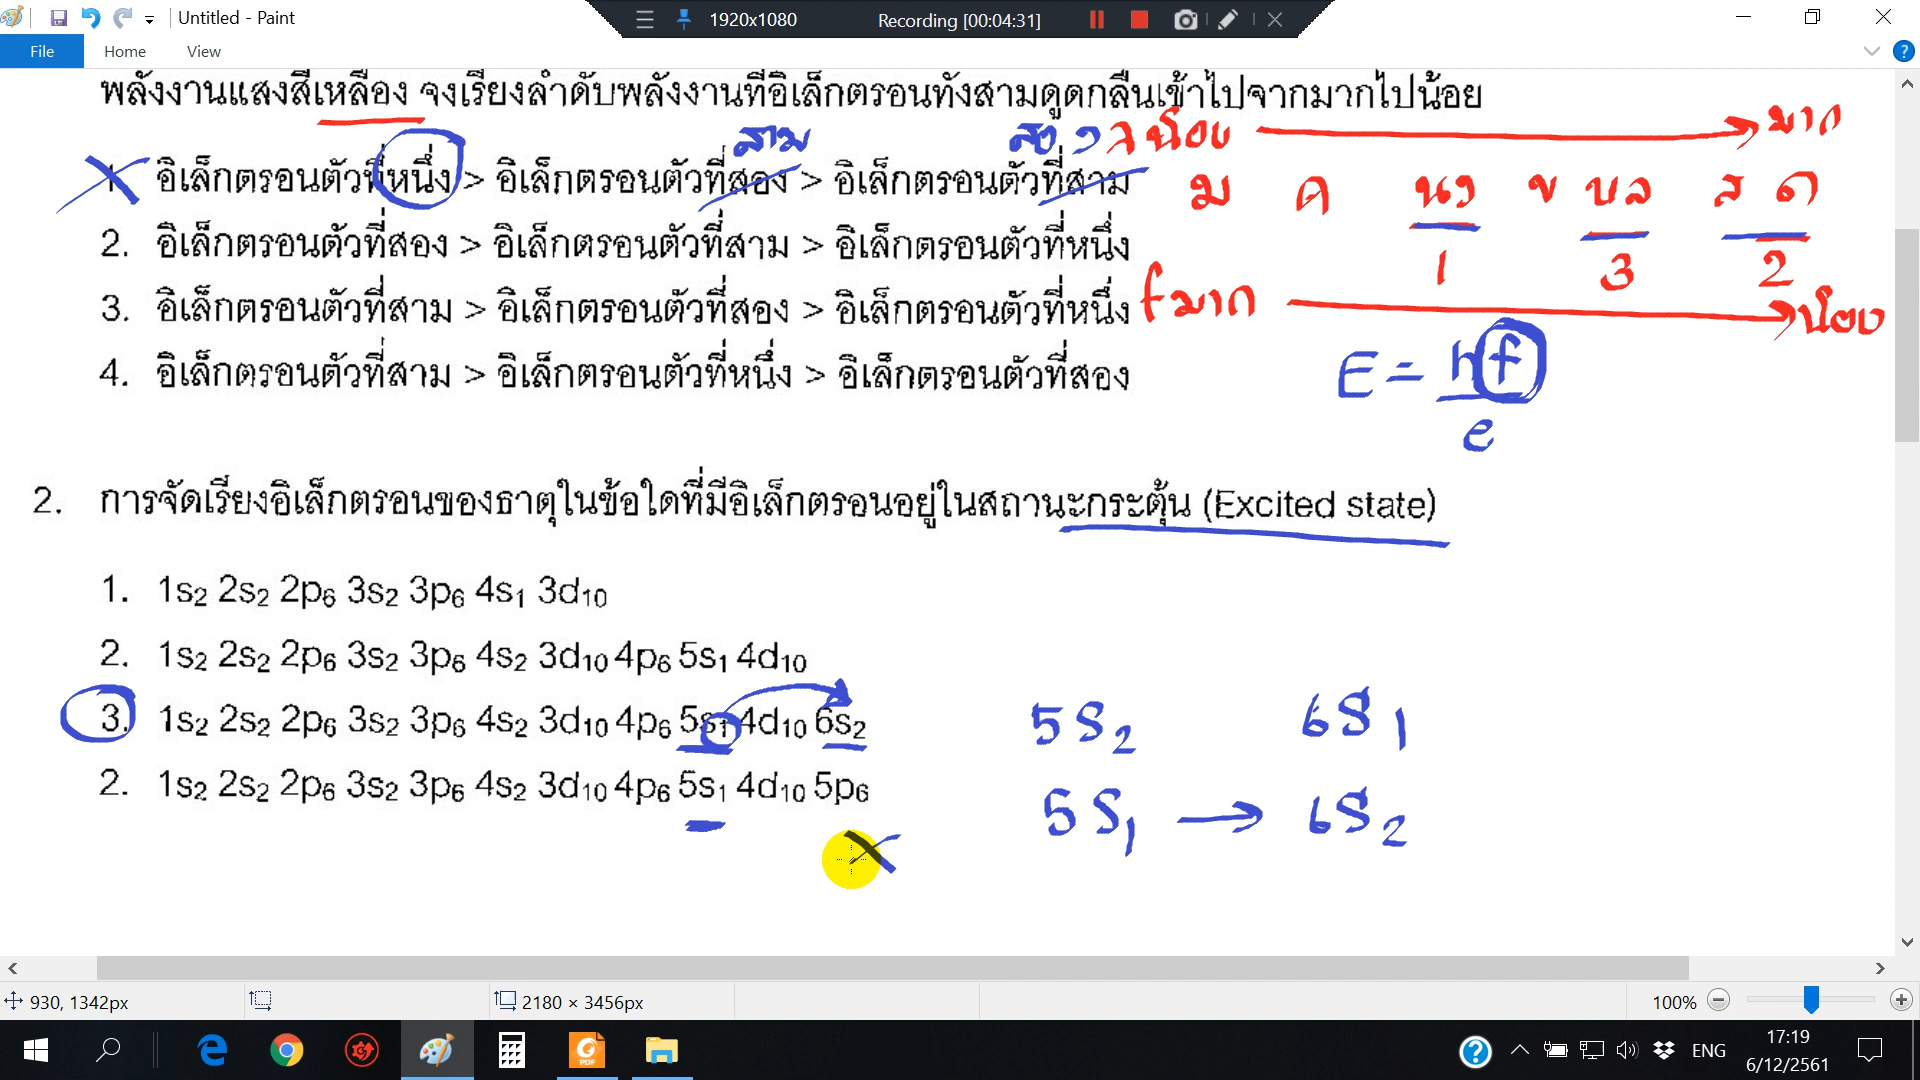 Untitled - Paint
1920x1080
Recording [00:04:31]
File
Home
View
พลังงานแสงสีเหลือง จงเรียงลำดับพลังงานที่อิเล็กตรอนทั้งสามดูดกลืนเข้าไปจากมากไปน้อย
สาม
สอง
λ น้อย
มาก
1. อิเล็กตรอนตัวที่หนึ่ง > อิเล็กตรอนตัวที่สอง > อิเล็กตรอนตัวที่สาม
ม ค นง ข ขล ส ด
2. อิเล็กตรอนตัวที่สอง > อิเล็กตรอนตัวที่สาม > อิเล็กตรอนตัวที่หนึ่ง
1 3 2
3. อิเล็กตรอนตัวที่สาม > อิเล็กตรอนตัวที่สอง > อิเล็กตรอนตัวที่หนึ่ง
f มาก
น้อย
4. อิเล็กตรอนตัวที่สาม > อิเล็กตรอนตัวที่หนึ่ง > อิเล็กตรอนตัวที่สอง
E = hf
e
2. การจัดเรียงอิเล็กตรอนของธาตุในข้อใดที่มีอิเล็กตรอนอยู่ในสถานะกระตุ้น (Excited state)
1. 1s2 2s2 2p6 3s2 3p6 4s1 3d10
2. 1s2 2s2 2p6 3s2 3p6 4s2 3d10 4p6 5s1 4d10
3. 1s2 2s2 2p6 3s2 3p6 4s2 3d10 4p6 5s1 4d10 6s2
5S2 6S1
2. 1s2 2s2 2p6 3s2 3p6 4s2 3d10 4p6 5s1 4d10 5p6
5S1 → 6S2
930, 1342px
2180 × 3456px
100%
PDF
ENG
17:19
6/12/2561